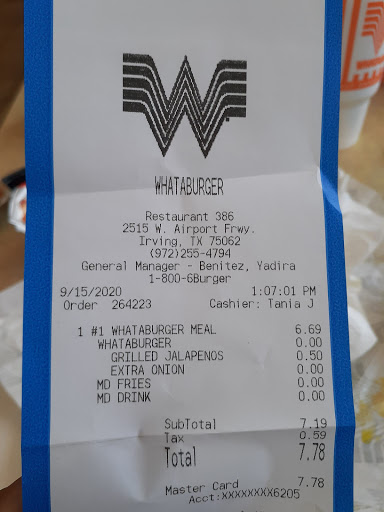 WHATABURGER
Restaurant 386
2515 W. Airport Frwy.
Irving, TX 75062
(972)255-4794
General Manager - Benitez, Yadira
1-800-6Burger
9/15/2020 1:07:01 PM
Order 264223 Cashier: Tania J
1 #1 WHATABURGER MEAL 6.69
WHATABURGER 0.00
GRILLED JALAPENOS 0.50
EXTRA ONION 0.00
MD FRIES 0.00
MD DRINK 0.00
SubTotal 7.19
Tax 0.59
Total 7.78
Master Card 7.78
Acct:XXXXXXXX6205